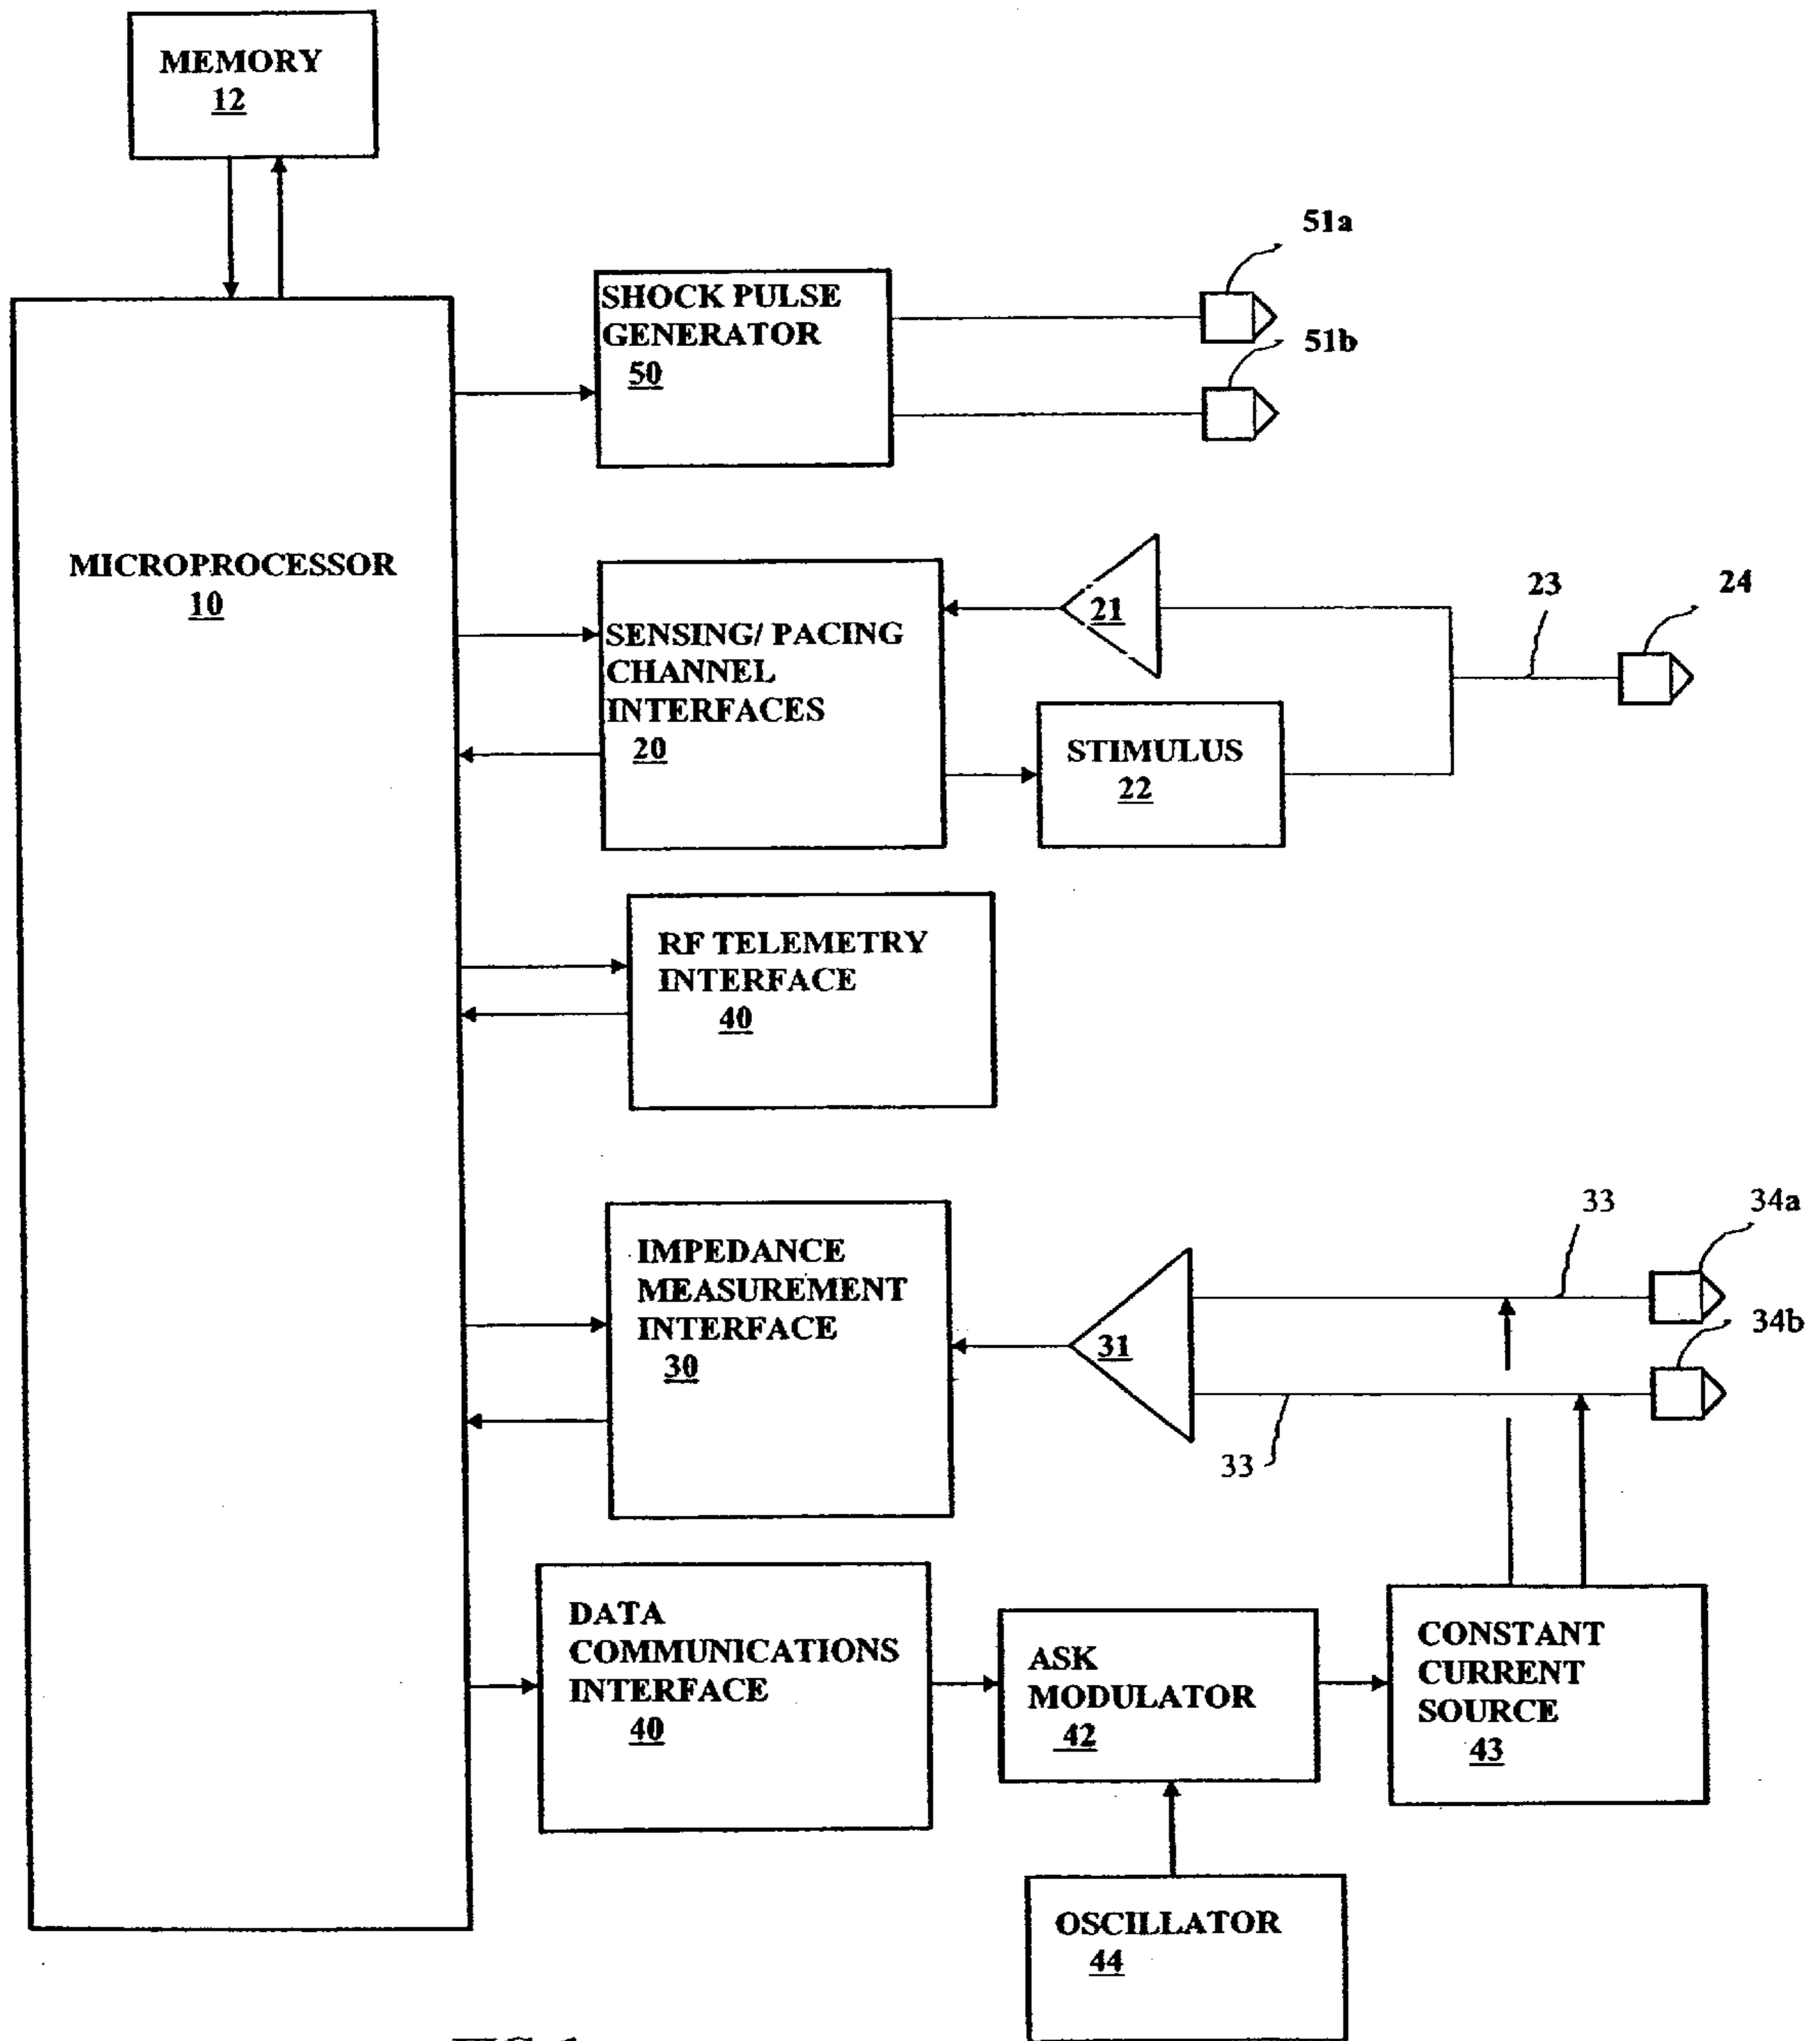 MEMORY
12
51a
SHOCK PULSE
GENERATOR
50
51b
MICROPROCESSOR
10
SENSING/ PACING
CHANNEL
INTERFACES
20
21
STIMULUS
22
23
24
RF TELEMETRY
INTERFACE
40
IMPEDANCE
MEASUREMENT
INTERFACE
30
31
33
34a
34b
33
DATA
COMMUNICATIONS
INTERFACE
40
ASK
MODULATOR
42
CONSTANT
CURRENT
SOURCE
43
OSCILLATOR
44